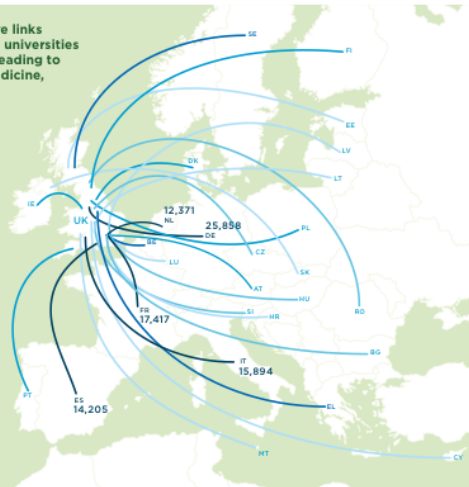 e links
universities
eading to
dicine,
SE
FI
EE
LV
DK
LT
IE
12,371
NL
UK
25,858
DE
PL
BE
CZ
LU
SK
AT
HU
FR
17,417
SI
HR
RO
BG
IT
15,894
PT
ES
14,205
EL
MT
CY